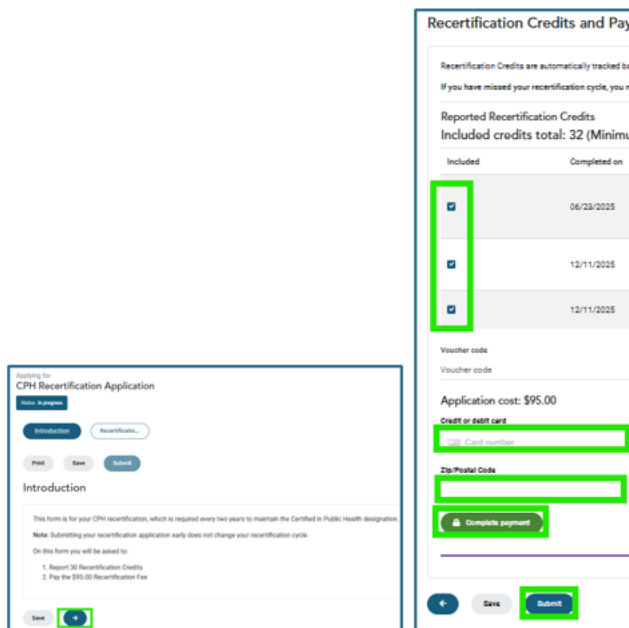 Applying for
CPH Recertification Application
Status: In progress
Introduction
Recertificatio...
Print
Save
Submit
Introduction
This form is for your CPH recertification, which is required every two years to maintain the Certified in Public Health designation.
Note: Submitting your recertification application early does not change your recertification cycle.
On this form you will be asked to:
1. Report 30 Recertification Credits
2. Pay the $95.00 Recertification Fee
Save
Recertification Credits and Pay
Recertification Credits are automatically tracked ba
If you have missed your recertification cycle, you
Reported Recertification Credits
Included credits total: 32 (Minimu
Included Completed on
06/23/2025
12/11/2025
12/11/2025
Voucher code
Voucher code
Application cost: $95.00
Credit or debit card
Card number
Zip/Postal Code
Complete payment
Save
Submit